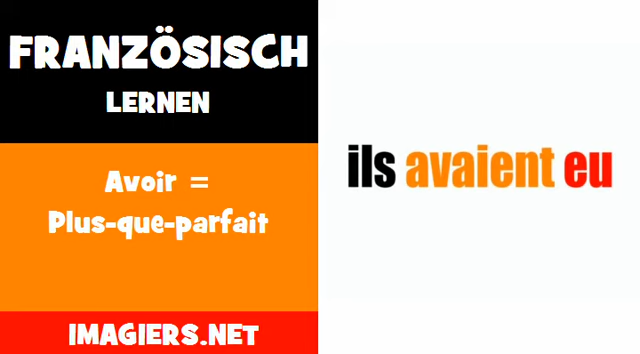 FRANZÖSISCH
LERNEN
Avoir =
Plus-que-parfait
IMAGIERS.NET
ils avaient eu